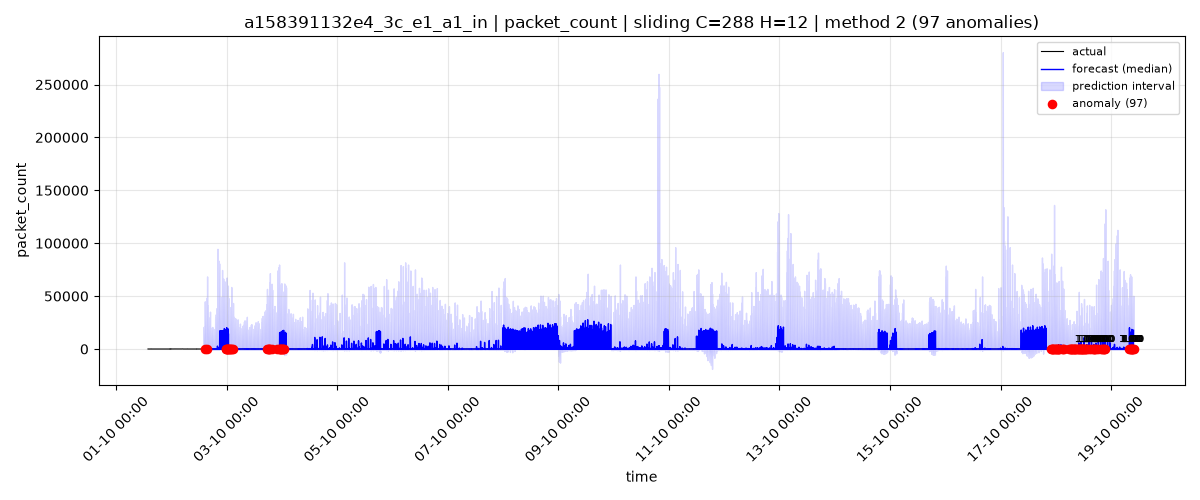 a158391132e4_3c_e1_a1_in | packet_count | sliding C=288 H=12 | method 2 (97 anomalies)
actual
forecast (median)
prediction interval
anomaly (97)
packet_count
250000
200000
150000
100000
50000
0
01-10 00:00
03-10 00:00
05-10 00:00
07-10 00:00
09-10 00:00
11-10 00:00
13-10 00:00
15-10 00:00
17-10 00:00
19-10 00:00
time